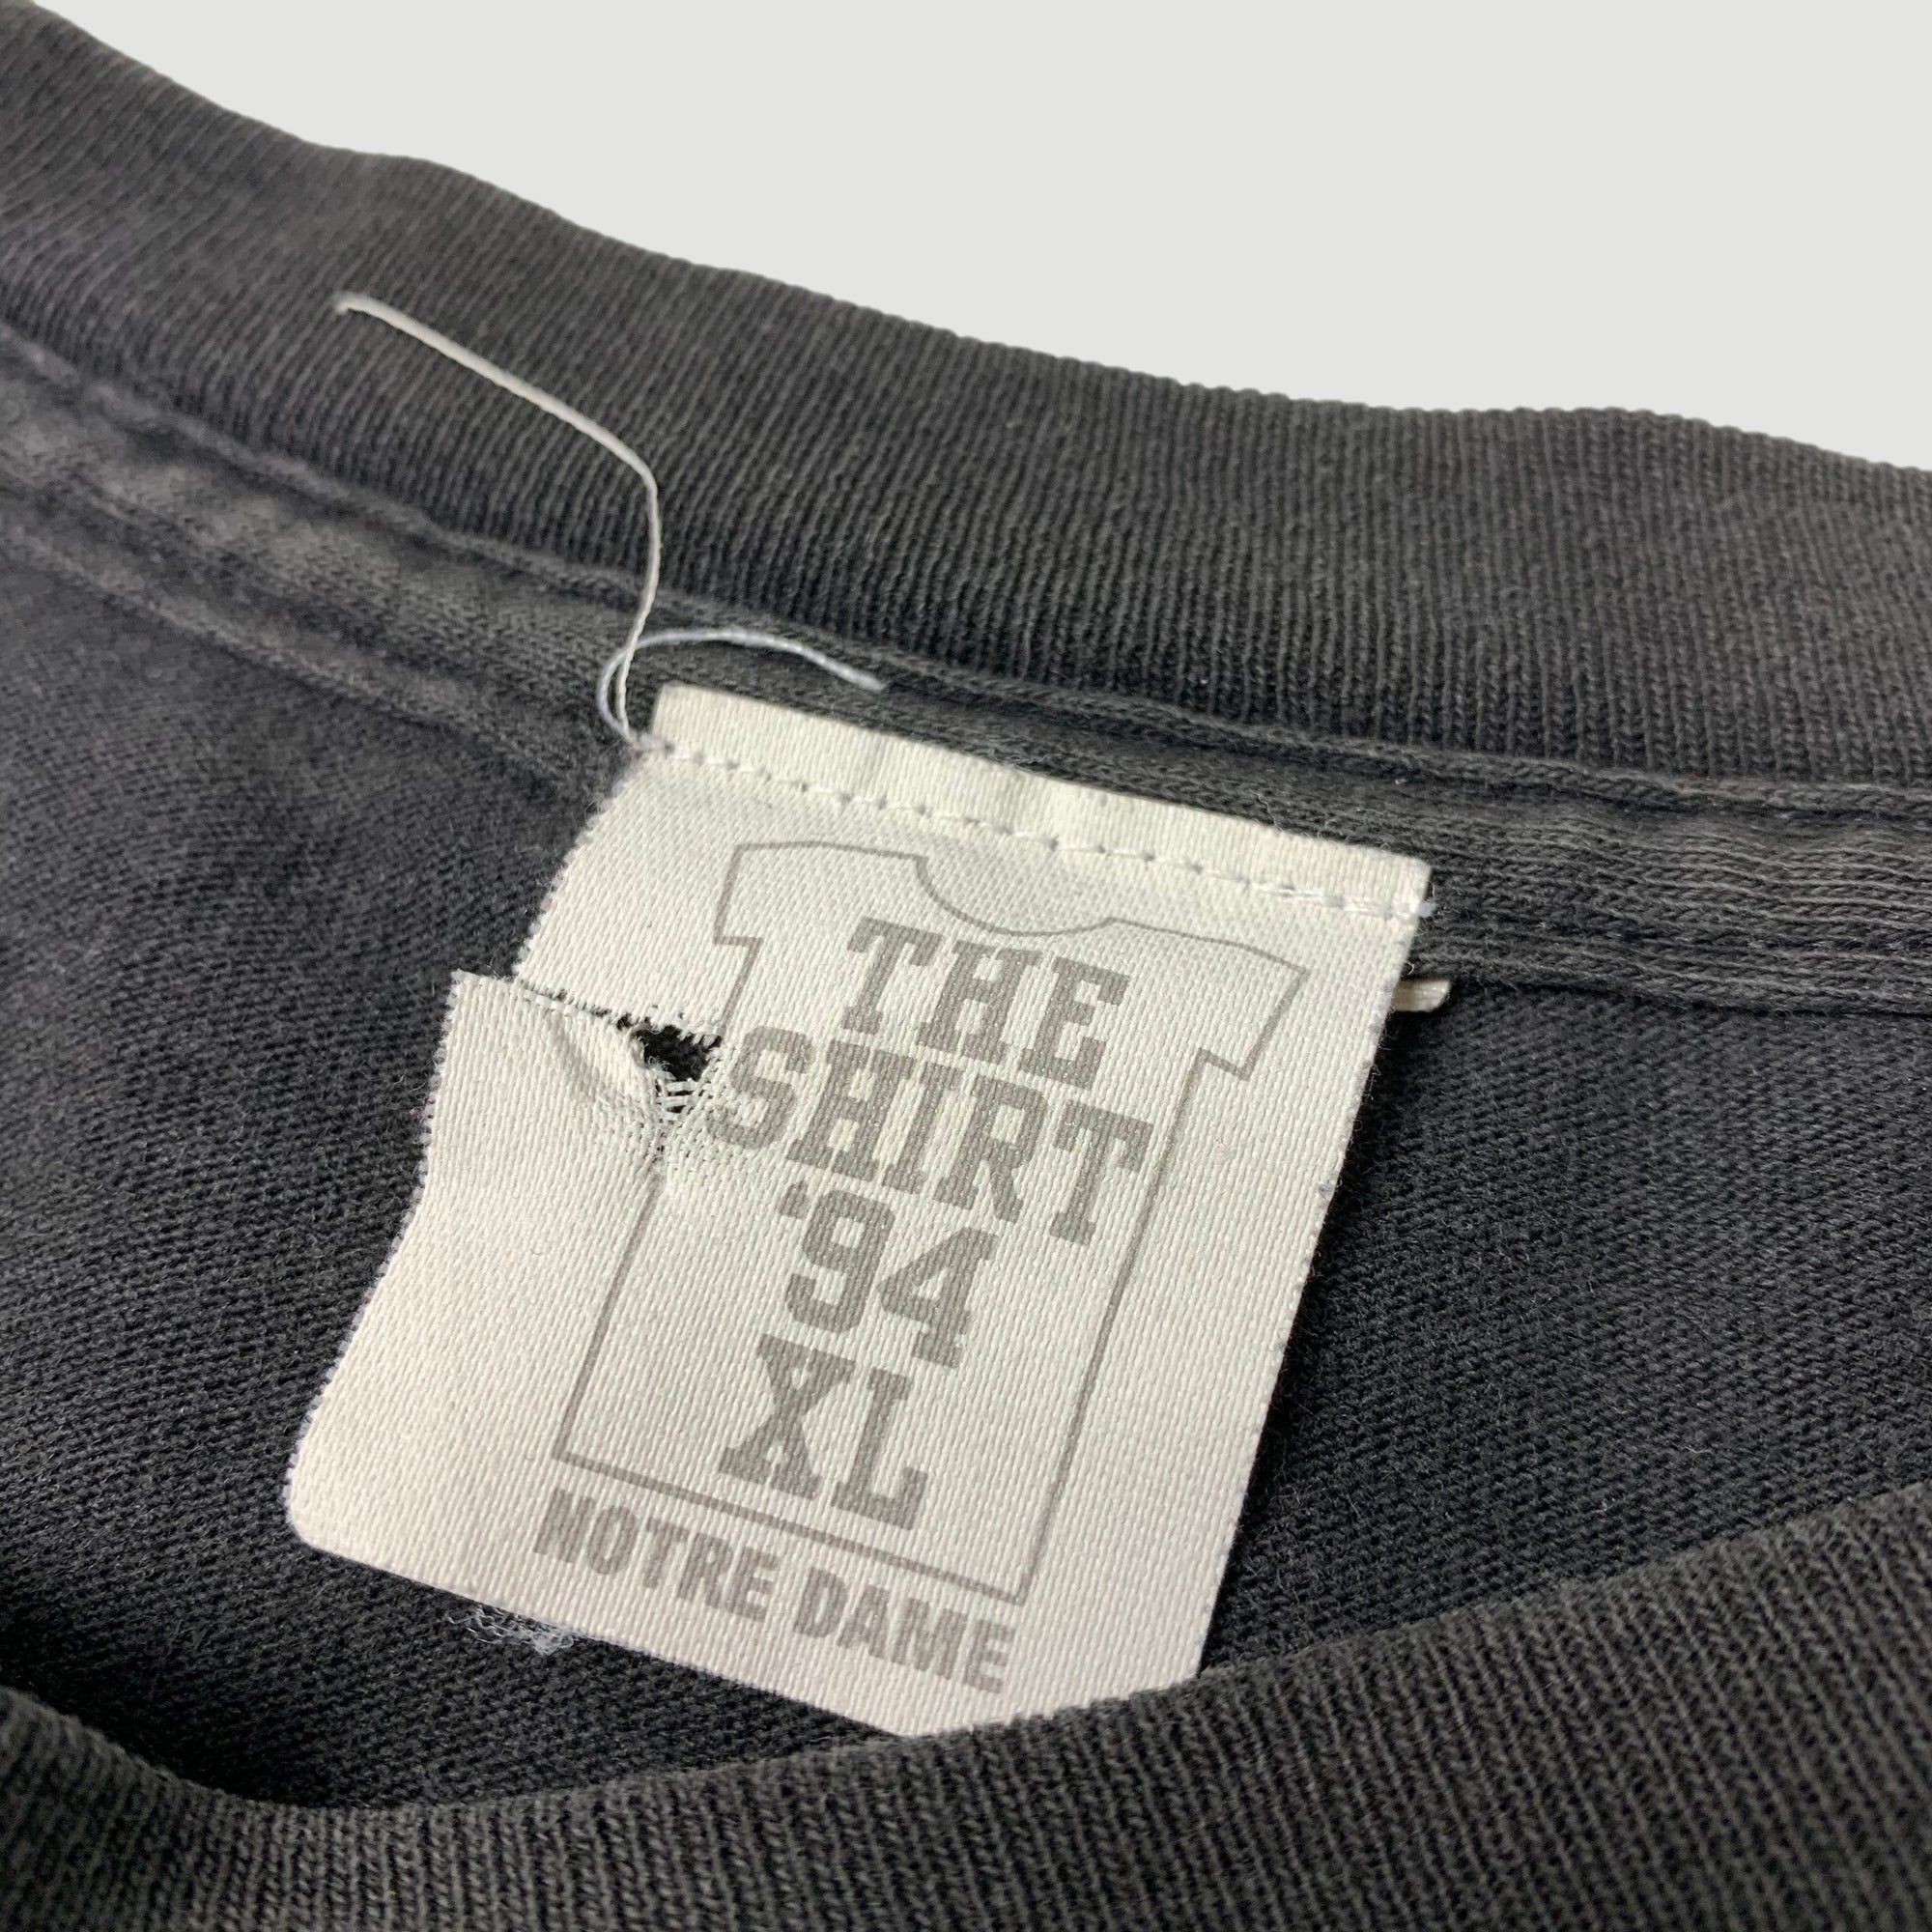 THE
SHIRT
'94
XL
NOTRE DAME